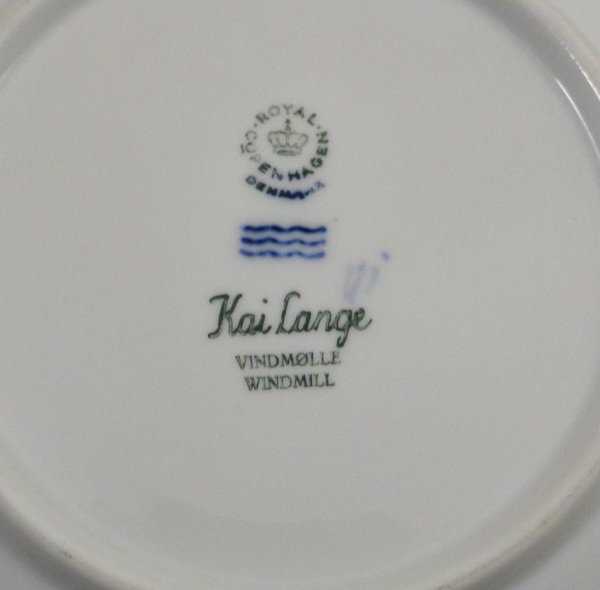 ROYAL
COPENHAGEN
DENMARK
Kai Lange
VINDMØLLE
WINDMILL